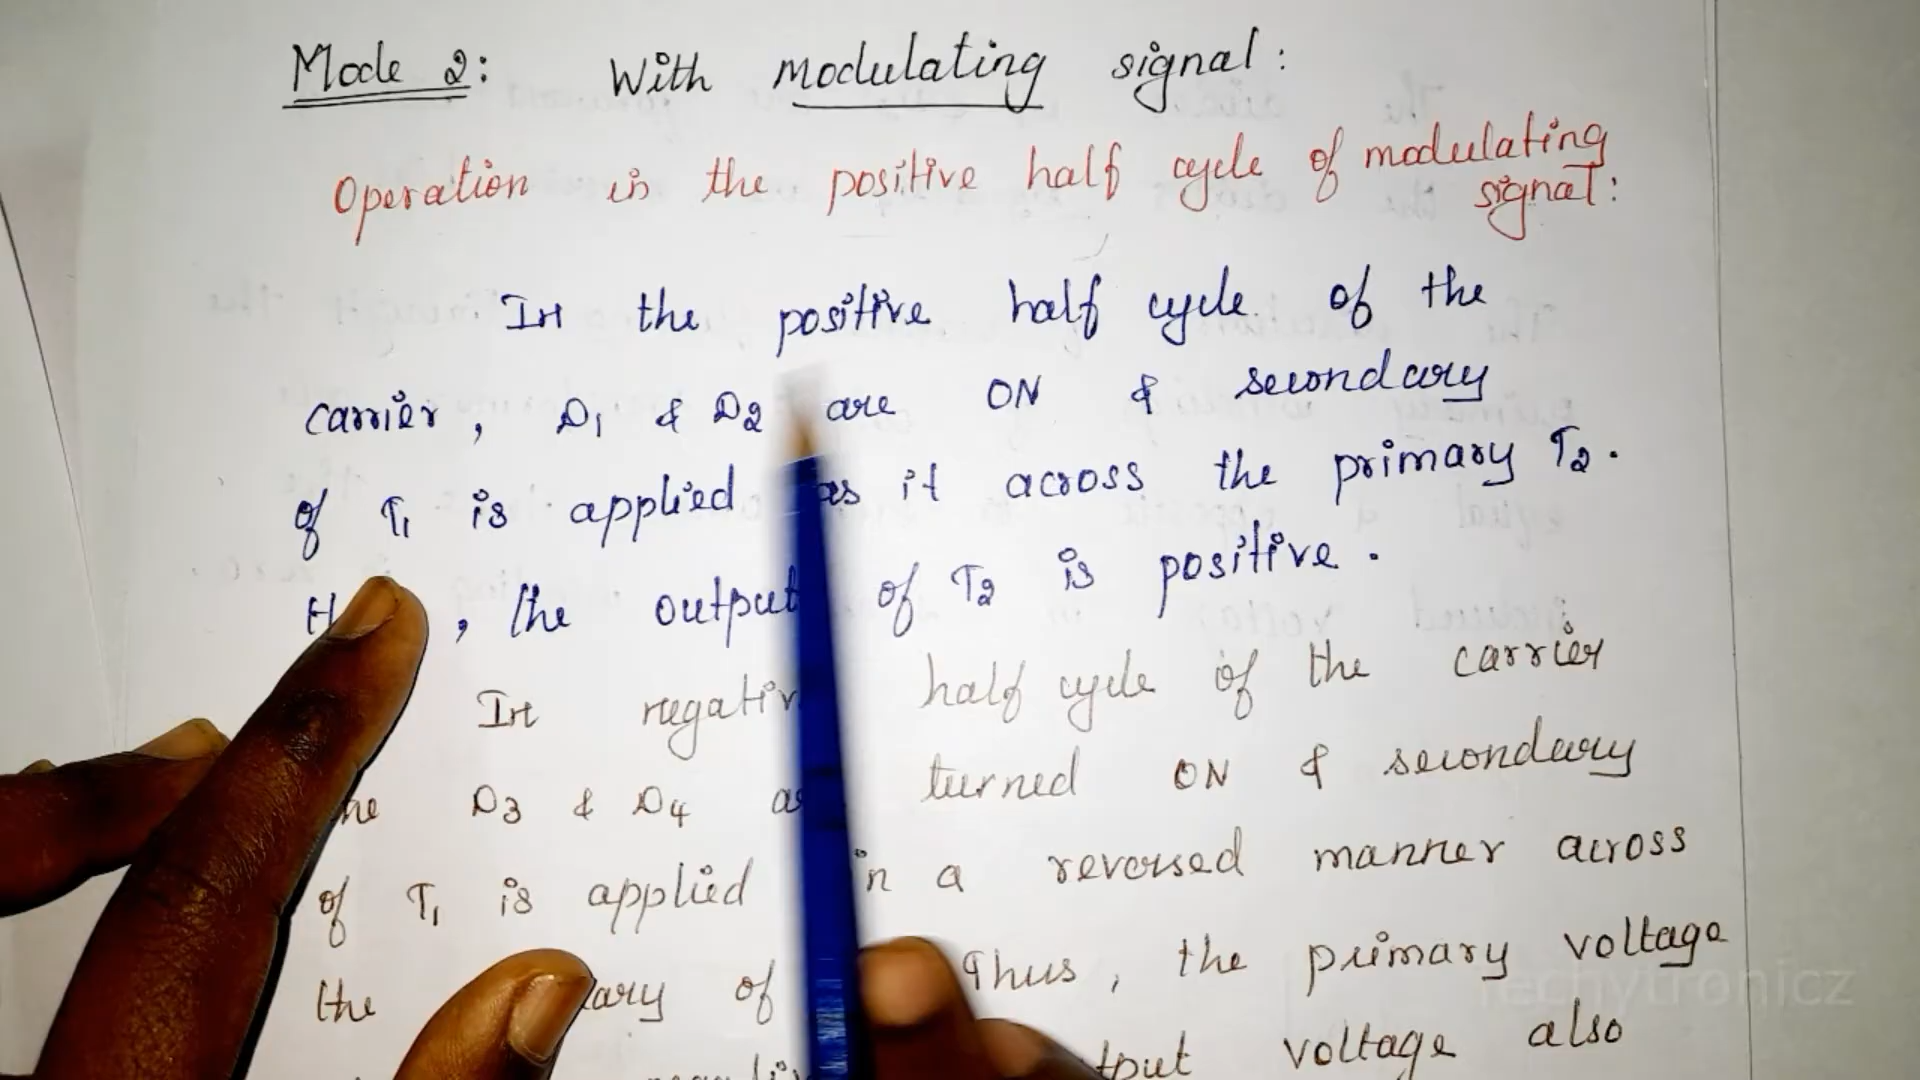 Mode 2: With modulating signal:
Operation in the positive half cycle of modulating
signal:
In the positive half cycle of the
carrier, D1 & D2 are ON & secondary
of T1 is applied as it across the primary T2.
, the output of T2 is positive.
In half cycle of the carrier
D3 & D4 turned ON & secondary
of T1 is applied in a reversed manner across
the of Thus, the primary voltage
voltage also
Techytronicz